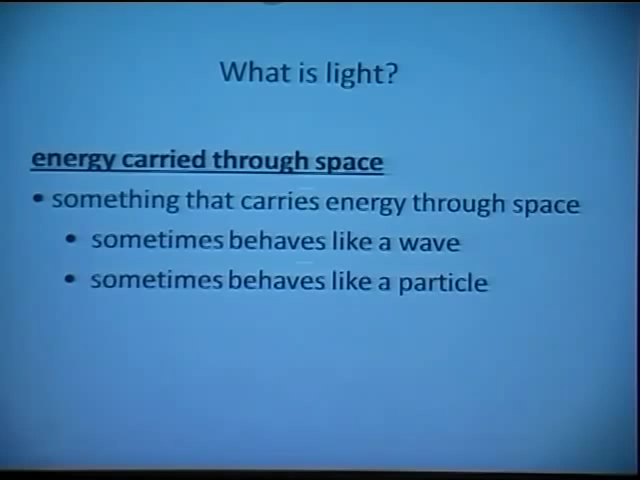 What is light?
energy carried through space
• something that carries energy through space
• sometimes behaves like a wave
• sometimes behaves like a particle